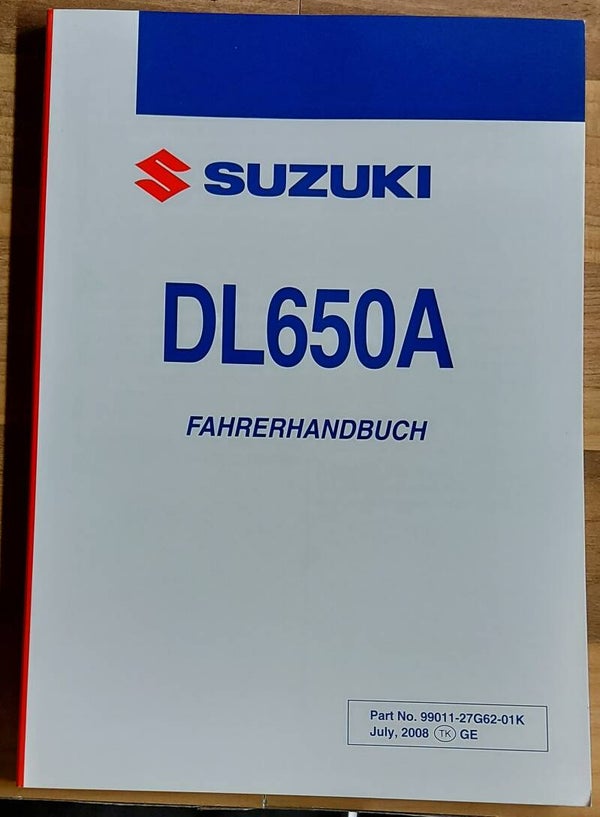 SUZUKI
DL650A
FAHRERHANDBUCH
Part No. 99011-27G62-01K
July, 2008 TK GE